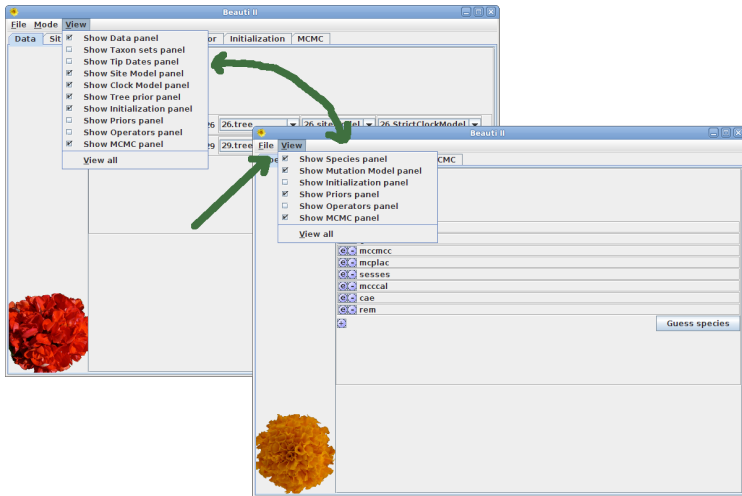 Beauti II
File Mode View
Data Sit or Initialization MCMC
Show Data panel
Show Taxon sets panel
Show Tip Dates panel
Show Site Model panel
Show Clock Model panel
Show Tree prior panel
Show Initialization panel
Show Priors panel
Show Operators panel
Show MCMC panel
View all
26 26.tree 26.sitemodel 26.StrictClockModel
29 29.tree
Beauti II
File View
CMC
Show Species panel
Show Mutation Model panel
Show Initialization panel
Show Priors panel
Show Operators panel
Show MCMC panel
View all
e - mccmcc
e - mcplac
e - sesses
e - mcccal
e - cae
e - rem
+ Guess species